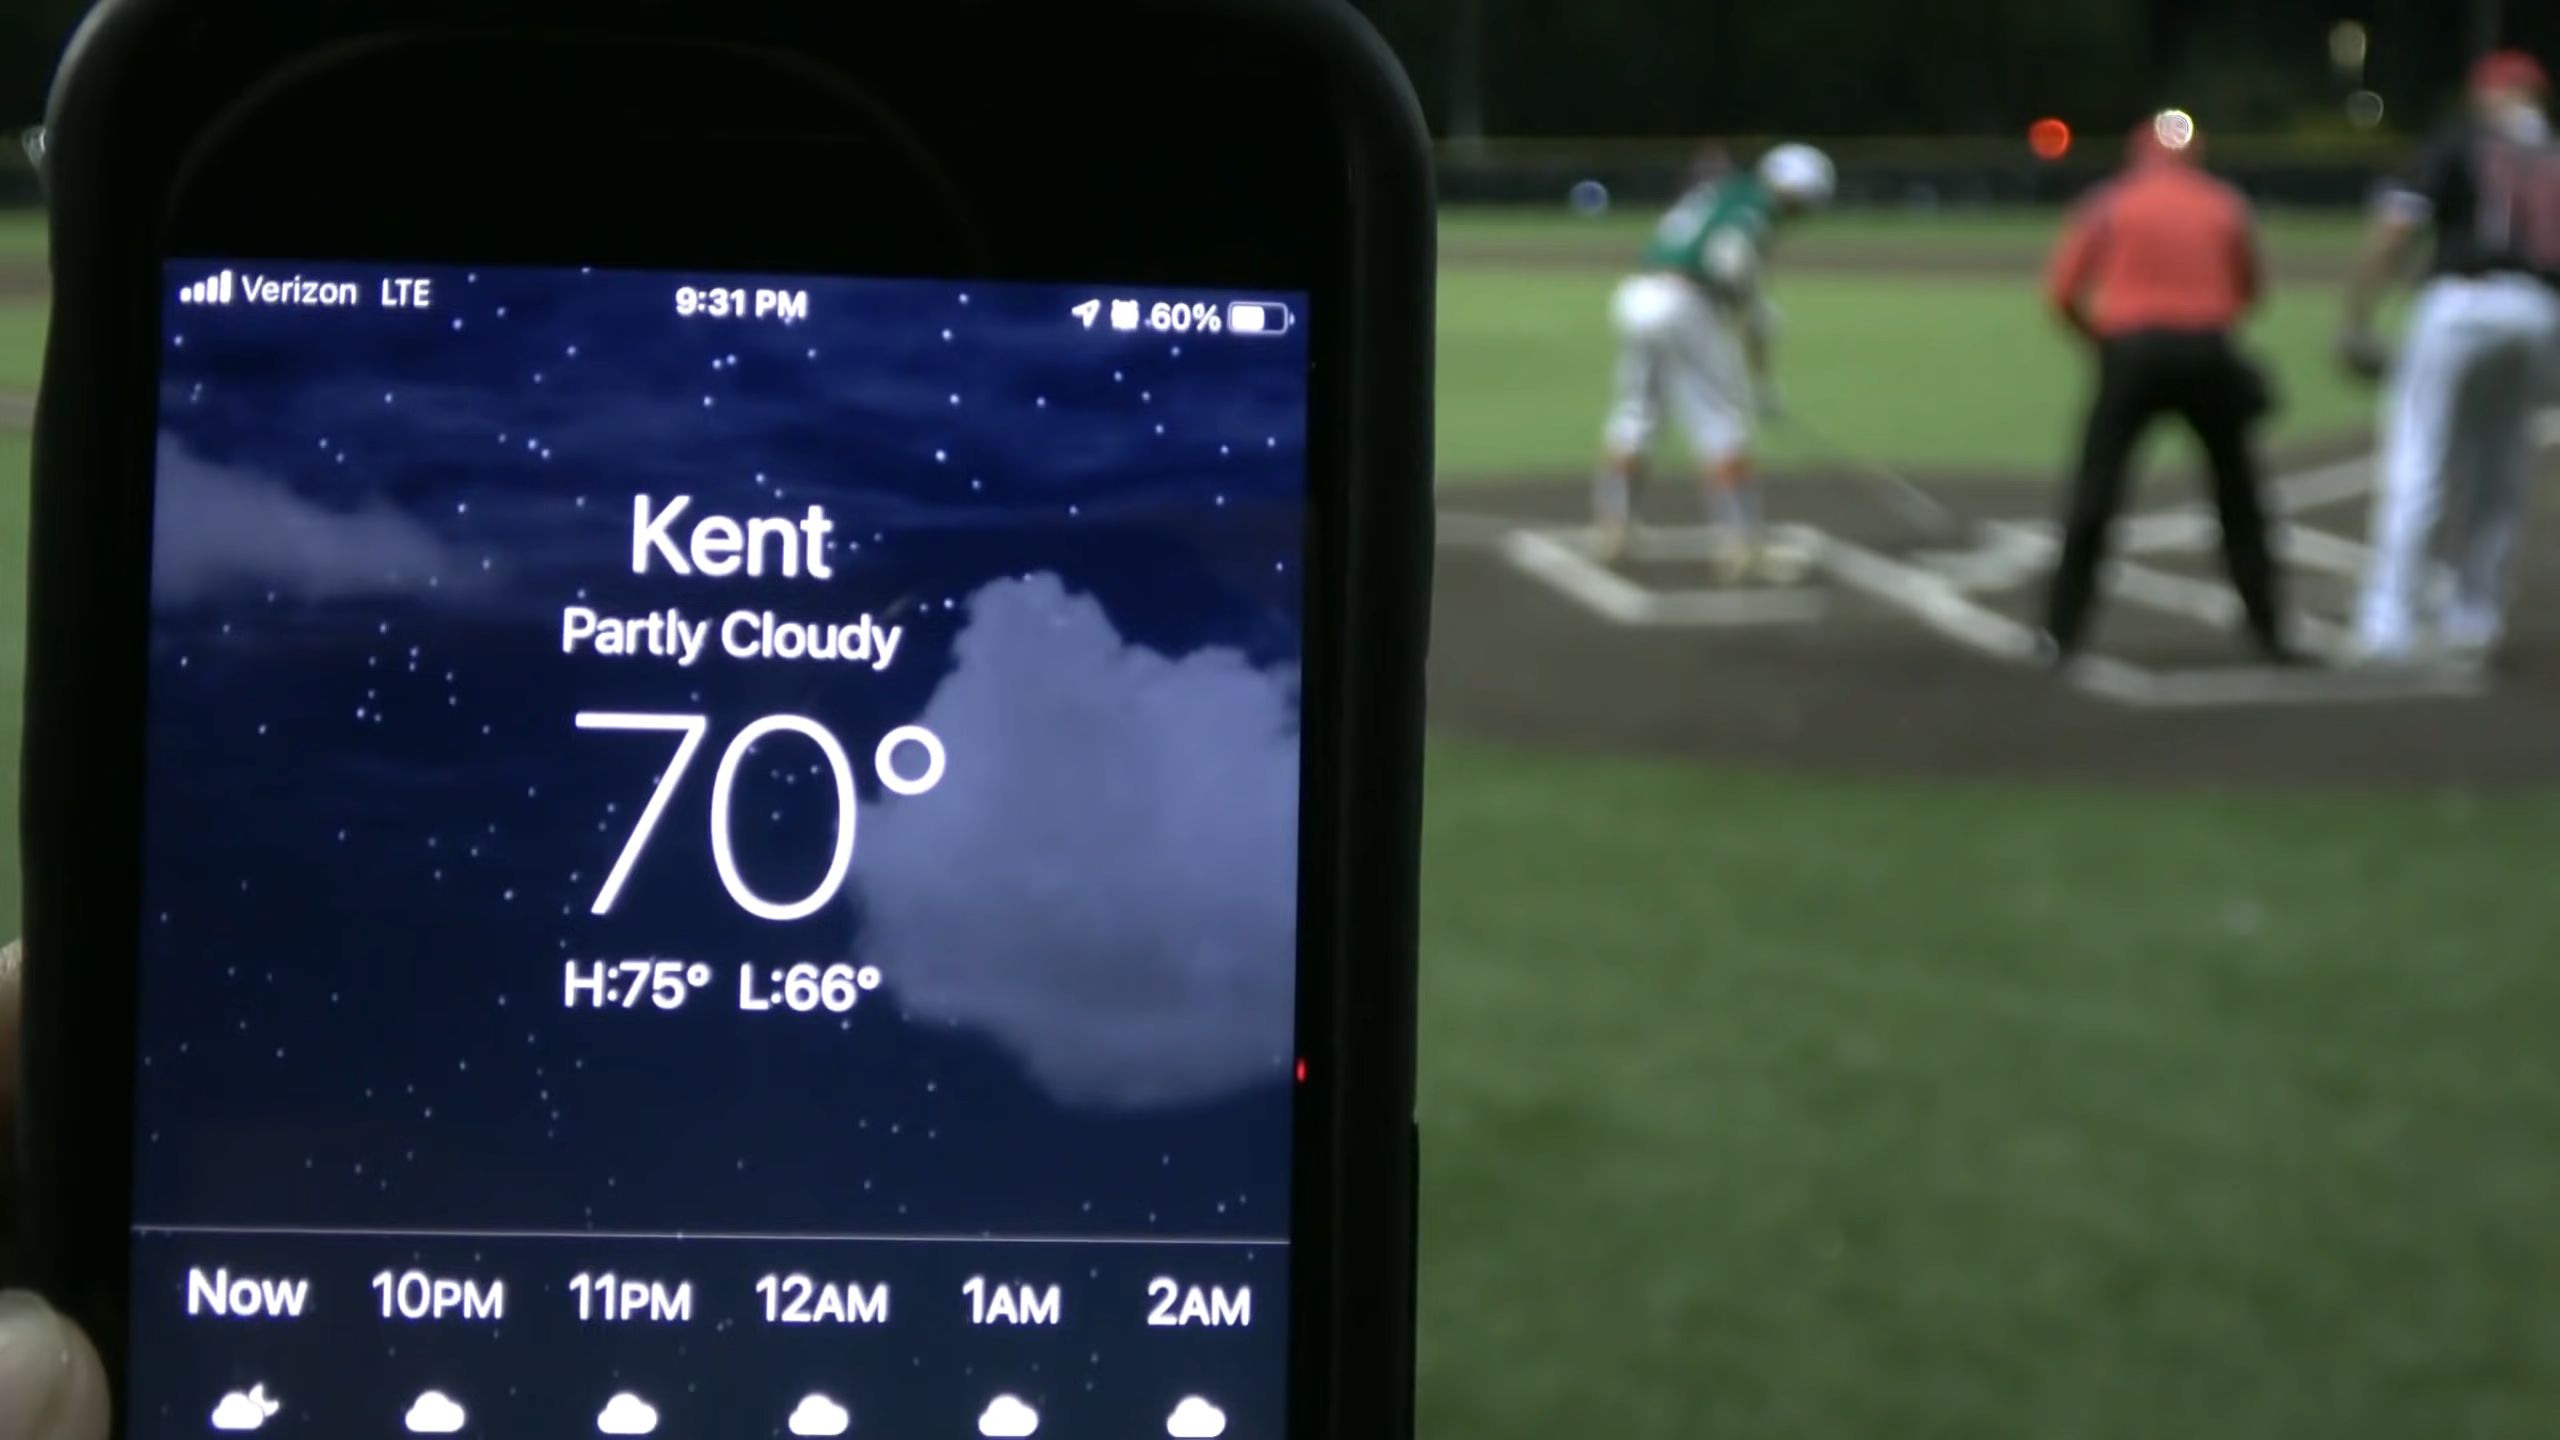 Verizon LTE 9:31 PM 60%
Kent
Partly Cloudy
70°
H:75° L:66°
Now 10PM 11PM 12AM 1AM 2AM